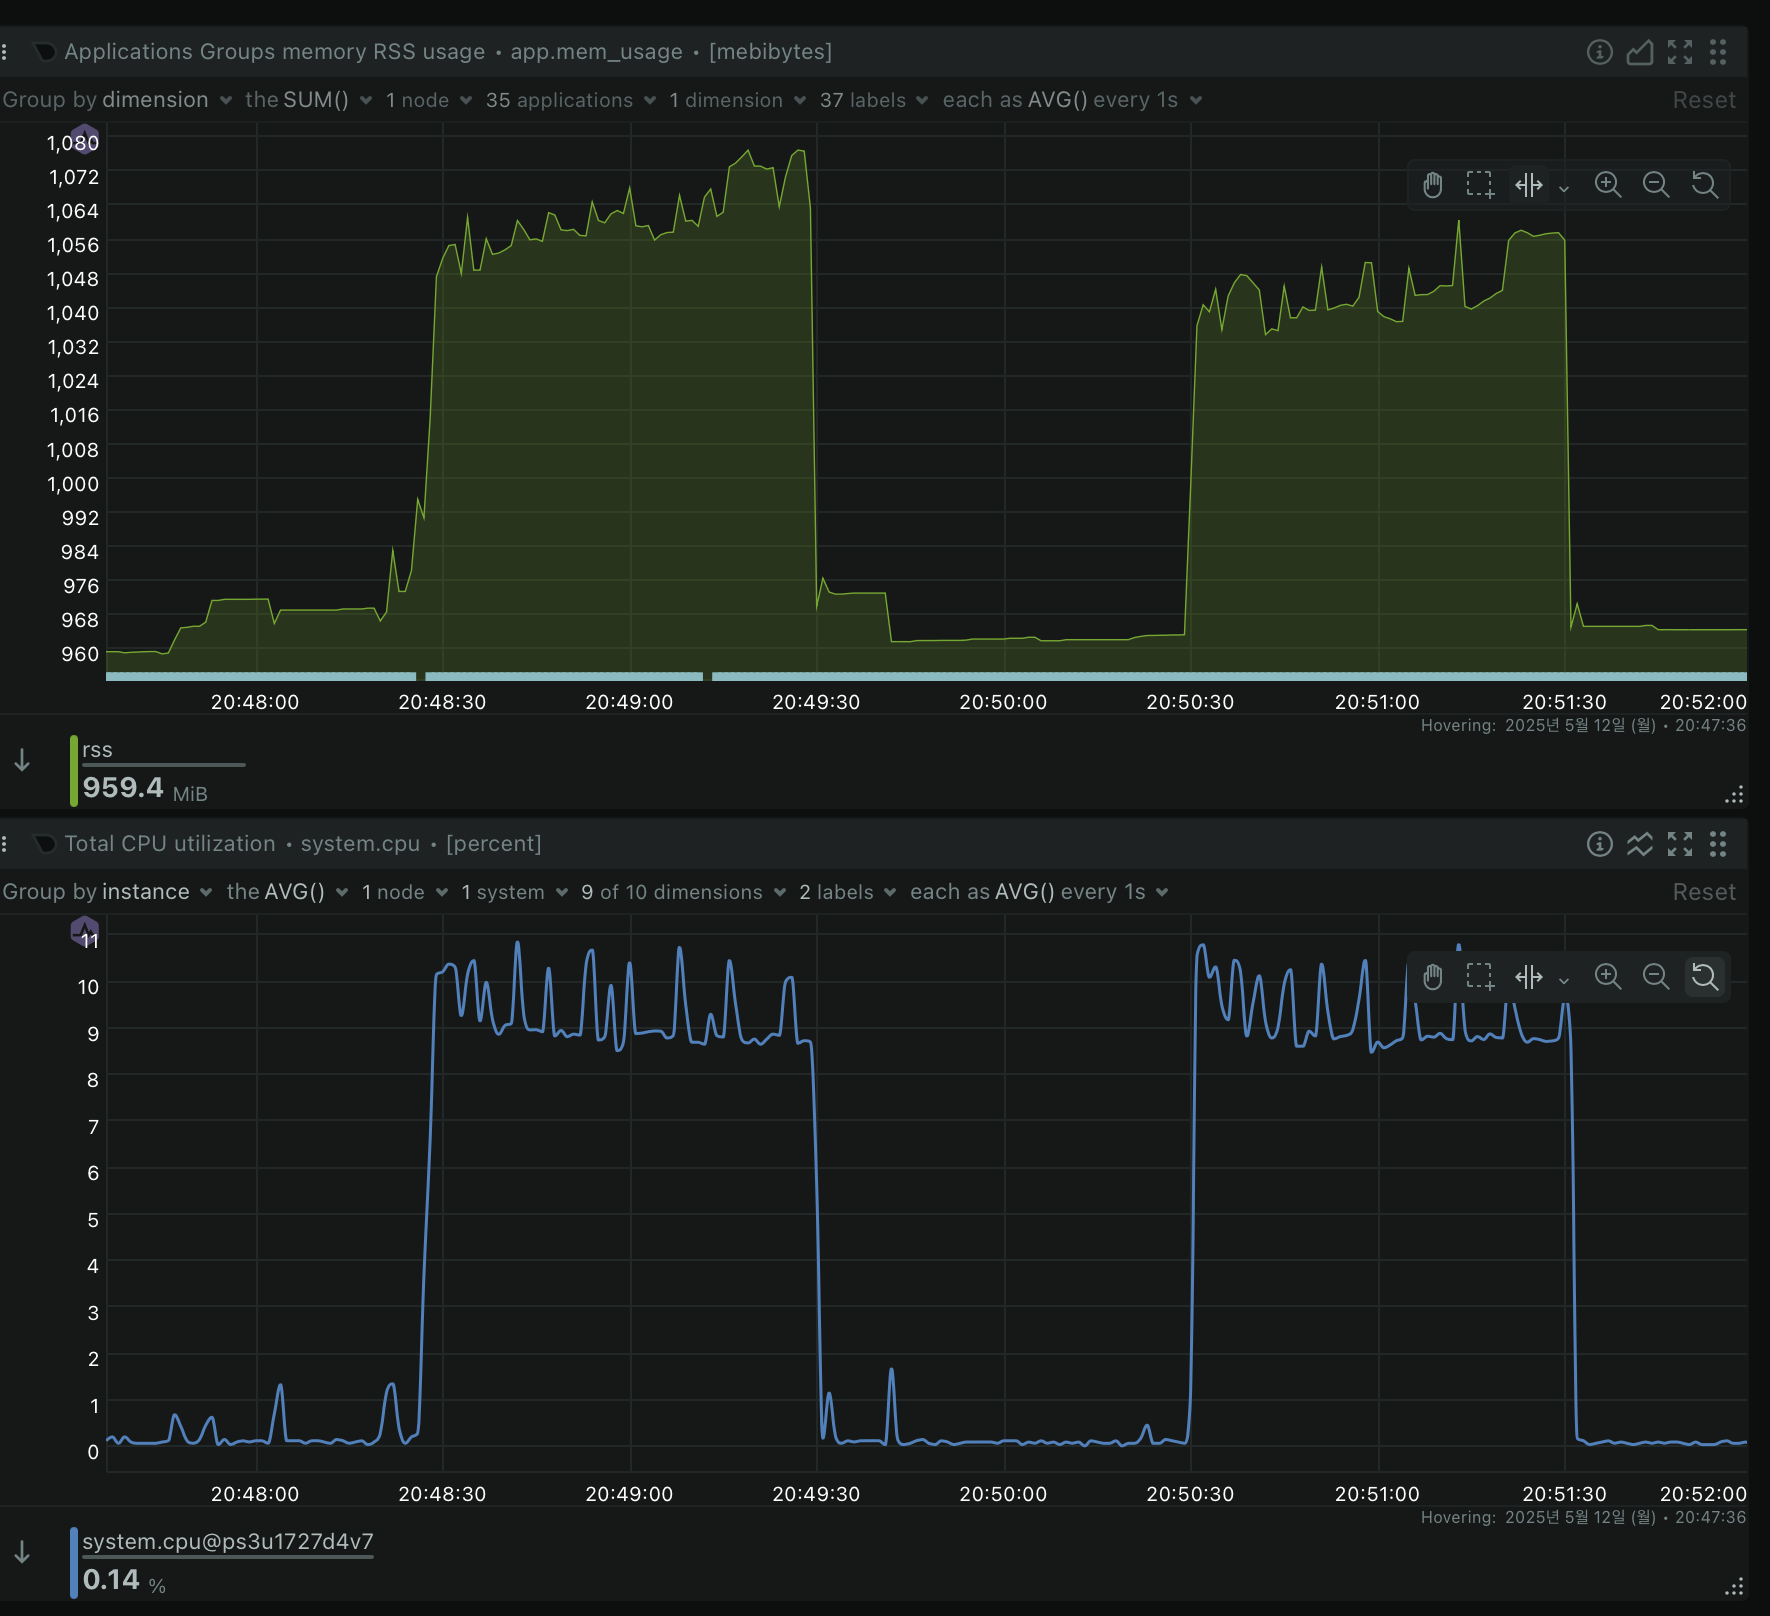 Applications Groups memory RSS usage • app.mem_usage • [mebibytes]
Group by dimension the SUM() 1 node 35 applications 1 dimension 37 labels each as AVG() every 1s Reset
1,080
1,072
1,064
1,056
1,048
1,040
1,032
1,024
1,016
1,008
1,000
992
984
976
968
960
20:48:00 20:48:30 20:49:00 20:49:30 20:50:00 20:50:30 20:51:00 20:51:30 20:52:00
Hovering: 2025년 5월 12일 (월) • 20:47:36
rss
959.4 MiB
Total CPU utilization • system.cpu • [percent]
Group by instance the AVG() 1 node 1 system 9 of 10 dimensions 2 labels each as AVG() every 1s Reset
11
10
9
8
7
6
5
4
3
2
1
0
20:48:00 20:48:30 20:49:00 20:49:30 20:50:00 20:50:30 20:51:00 20:51:30 20:52:00
Hovering: 2025년 5월 12일 (월) • 20:47:36
system.cpu@ps3u1727d4v7
0.14 %